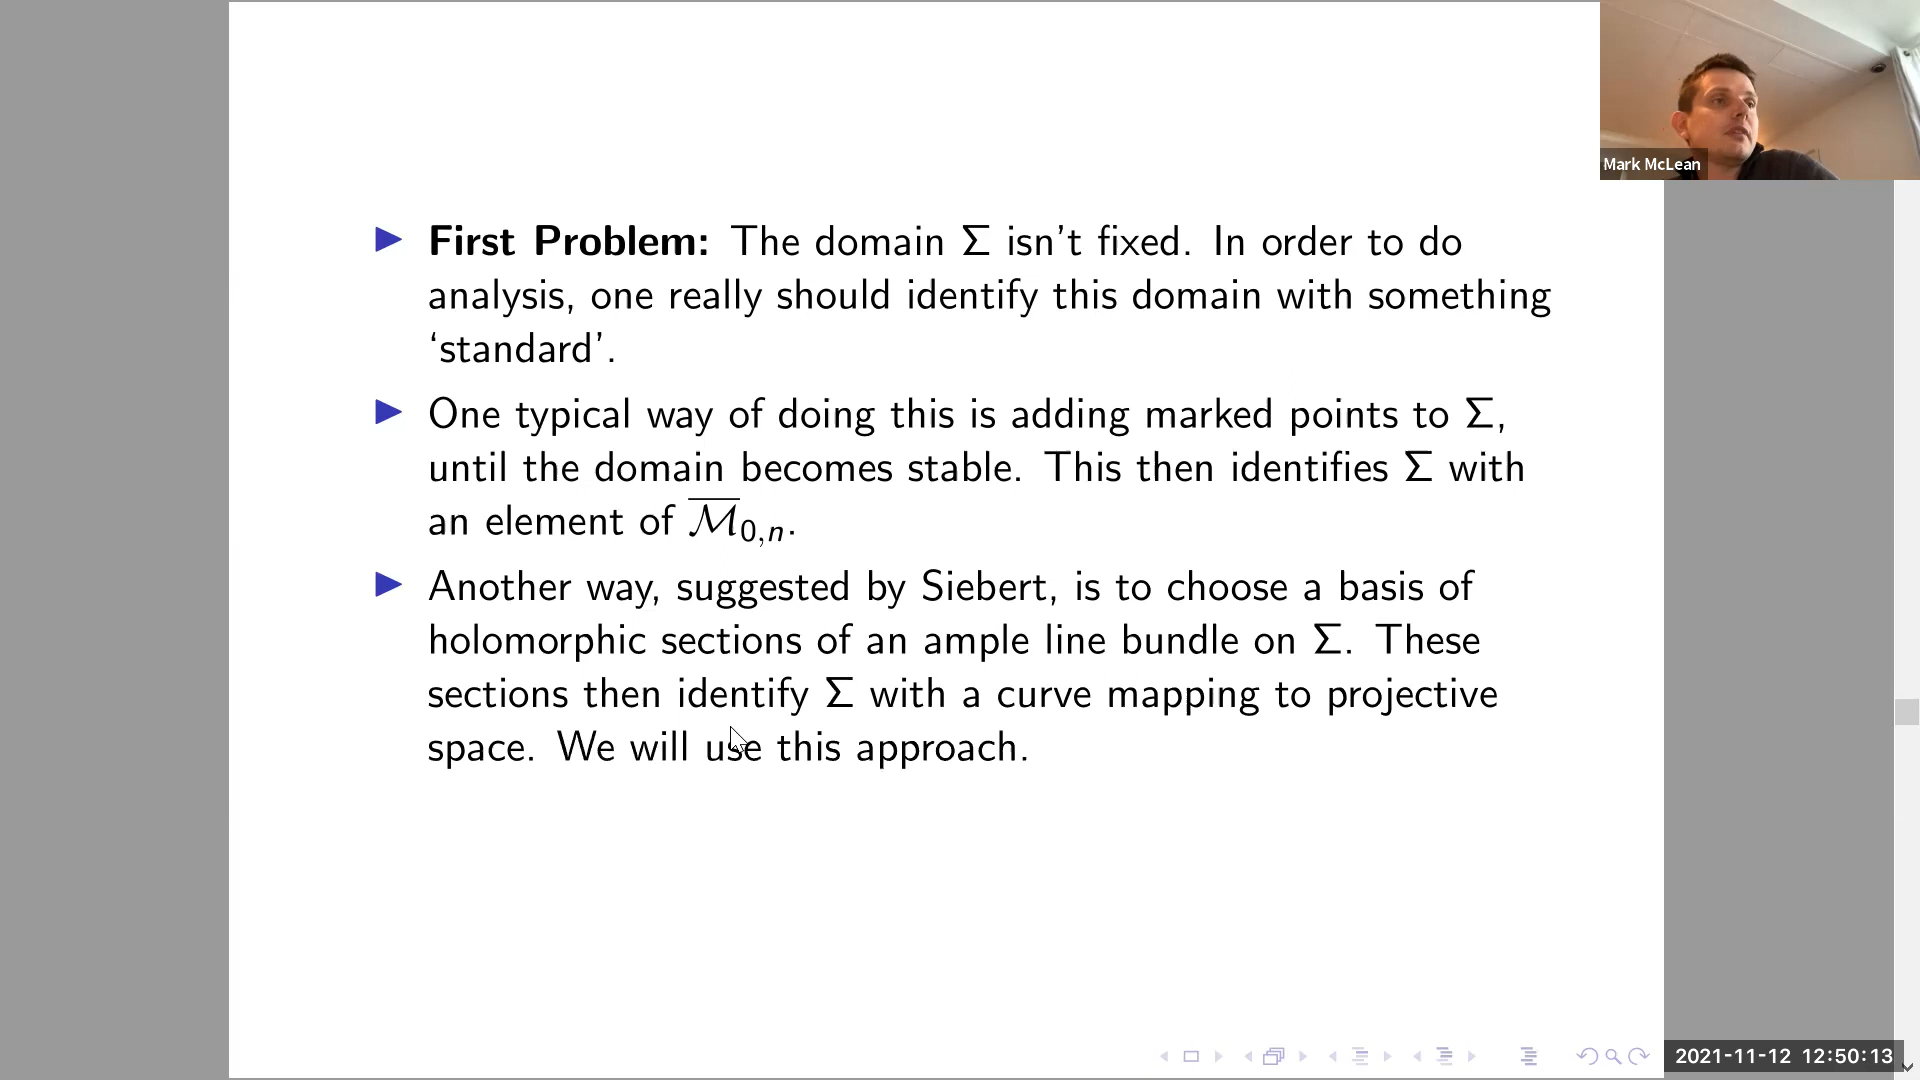 Mark McLean
▶ First Problem: The domain Σ isn't fixed. In order to do
analysis, one really should identify this domain with something
‘standard’.
▶ One typical way of doing this is adding marked points to Σ,
until the domain becomes stable. This then identifies Σ with
an element of $\overline{\mathcal{M}}_{0,n}$.
▶ Another way, suggested by Siebert, is to choose a basis of
holomorphic sections of an ample line bundle on Σ. These
sections then identify Σ with a curve mapping to projective
space. We will use this approach.
2021-11-12 12:50:13